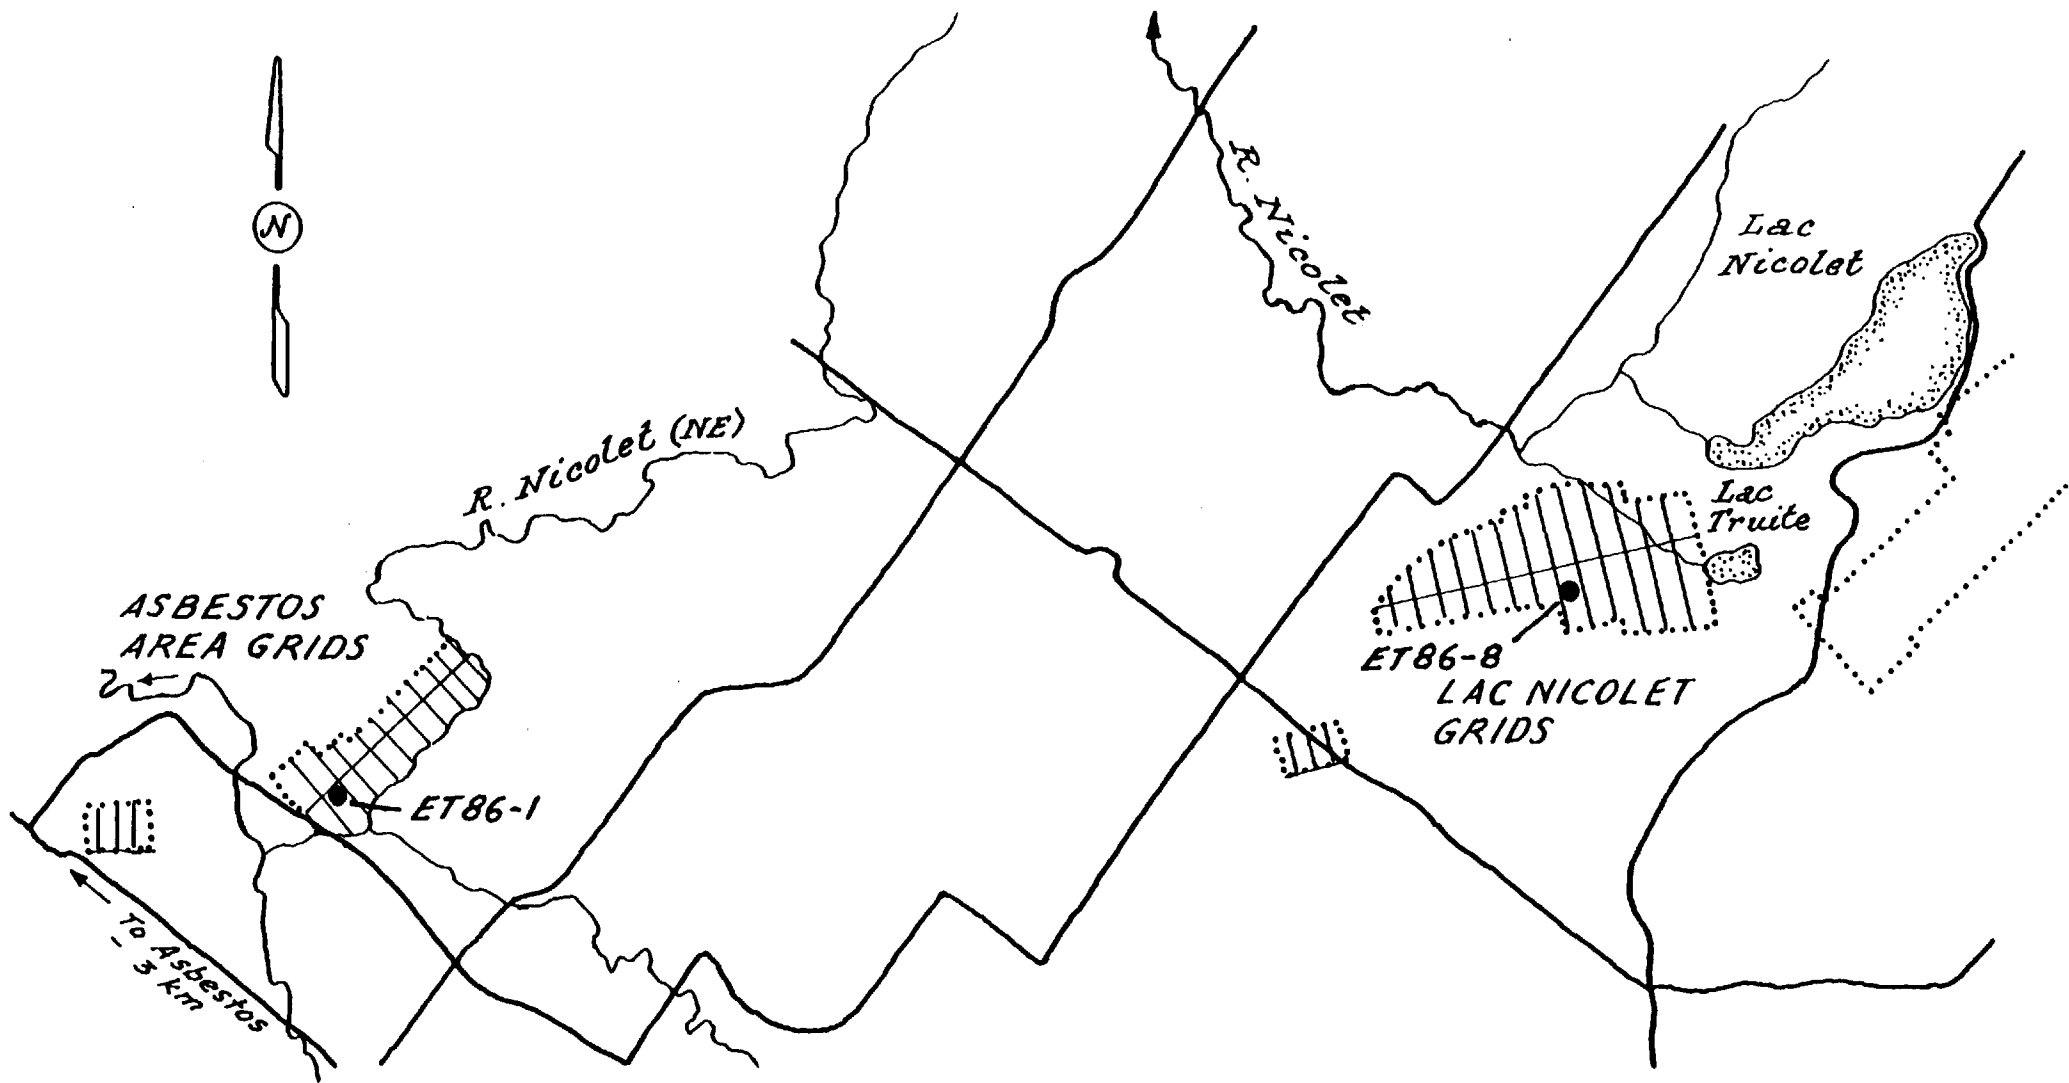 N
R. Nicolet
Lac
Nicolet
R. Nicolet (NE)
Lac
Truite
ASBESTOS
AREA GRIDS
ET86-8
LAC NICOLET
GRIDS
ET86-1
To Asbestos
~ 3 km